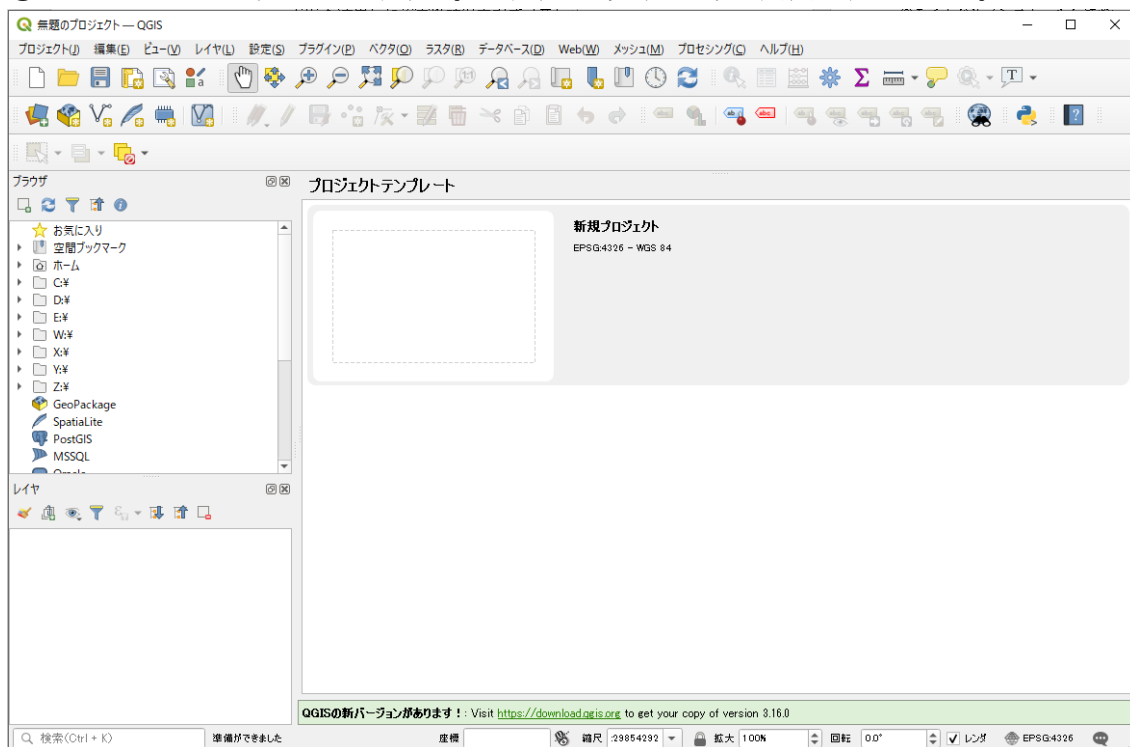 無題のプロジェクト — QGIS
プロジェクト(J) 編集(E) ビュー(V) レイヤ(L) 設定(S) プラグイン(P) ベクタ(O) ラスタ(R) データベース(D) Web(W) メッシュ(M) プロセシング(C) ヘルプ(H)
ブラウザ
お気に入り
空間ブックマーク
ホーム
C:¥
D:¥
E:¥
W:¥
X:¥
Y:¥
Z:¥
GeoPackage
SpatiaLite
PostGIS
MSSQL
レイヤ
プロジェクトテンプレート
新規プロジェクト
EPSG:4326 - WGS 84
QGISの新バージョンがあります！: Visit https://download.qgis.org to get your copy of version 3.16.0
検索(Ctrl + K) 準備ができました 座標 縮尺 :29854292 拡大 100% 回転 0.0° レンダ EPSG:4326